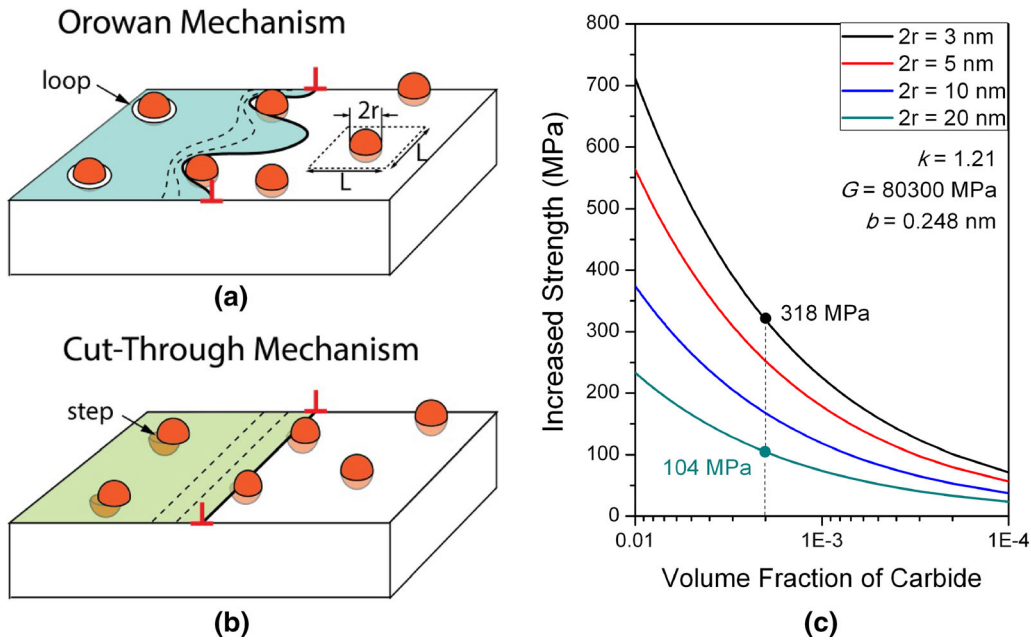 Orowan Mechanism
loop
2r
L
L
(a)
Cut-Through Mechanism
step
(b)
800
700
600
500
400
300
200
100
0
Increased Strength (MPa)
2r = 3 nm
2r = 5 nm
2r = 10 nm
2r = 20 nm
k = 1.21
G = 80300 MPa
b = 0.248 nm
318 MPa
104 MPa
0.01 1E-3 1E-4
Volume Fraction of Carbide
(c)